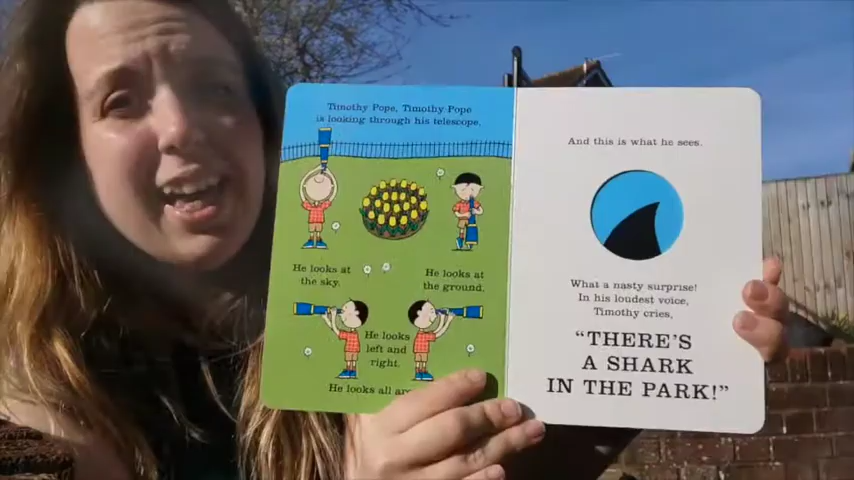 Timothy Pope, Timothy Pope
is looking through his telescope.
He looks at
the sky.
He looks at
the ground.
He looks
left and
right.
He looks all
And this is what he sees.
What a nasty surprise!
In his loudest voice,
Timothy cries,
“THERE’S
A SHARK
IN THE PARK!”